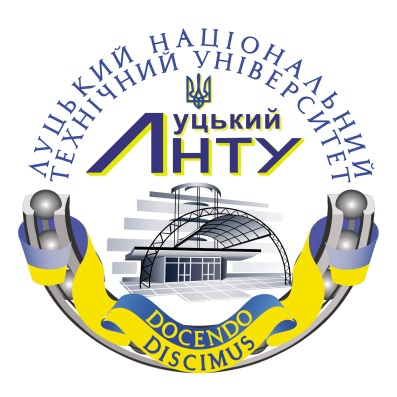 ЛУЦЬКИЙ НАЦІОНАЛЬНИЙ
ТЕХНІЧНИЙ УНІВЕРСИТЕТ
Луцький
ЛНТУ
DOCENDO
DISCIMUS